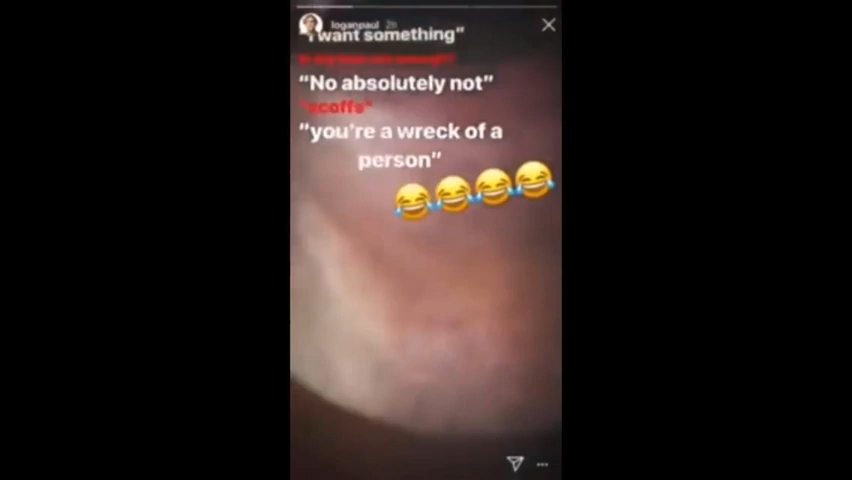 loganpaul 2h
"I want something"
"No absolutely not"
*scoffs*
"you're a wreck of a
person"